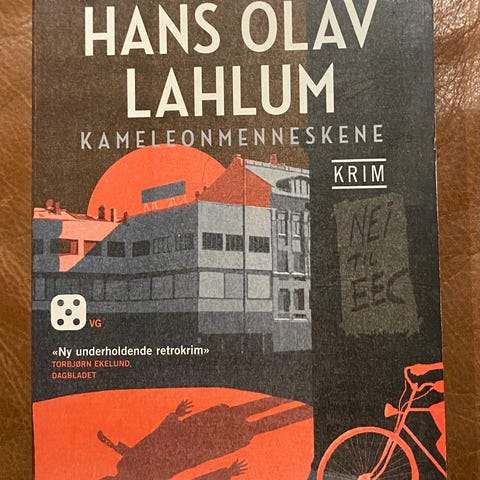 HANS OLAV
LAHLUM
KAMELEONMENNESKENE
KRIM
NEI
TIL
EEC
VG
«Ny underholdende retrokrim»
TORBJØRN EKELUND,
DAGBLADET